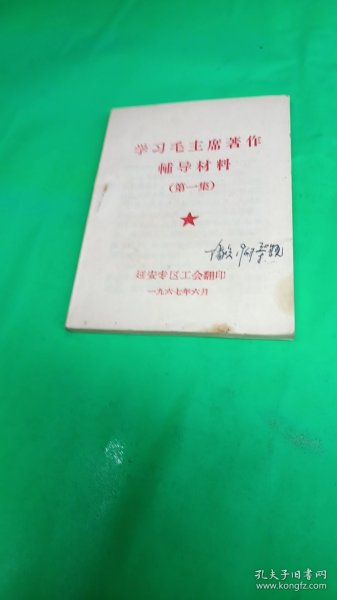 学习毛主席著作
輔导材料
(第一集)
延安专区工会翻印
一九六七年六月
孔夫子旧书网
www.kongfz.com